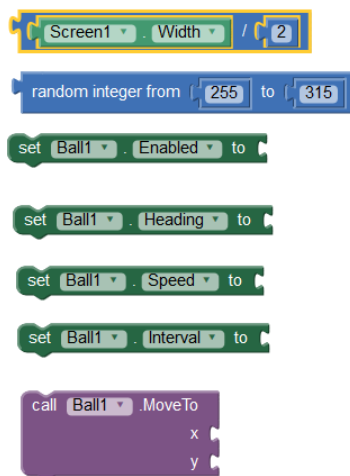 Screen1 . Width / 2
random integer from 255 to 315
set Ball1 . Enabled to
set Ball1 . Heading to
set Ball1 . Speed to
set Ball1 . Interval to
call Ball1 .MoveTo
x
y